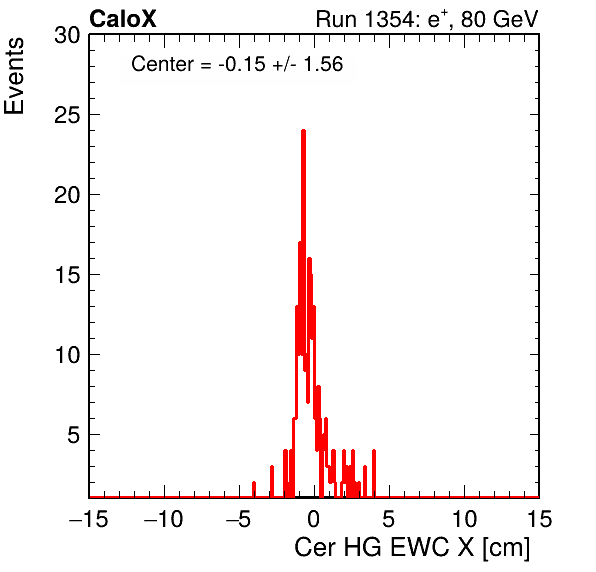 CaloX Run 1354: e⁺, 80 GeV
Center = -0.15 +/- 1.56
Events
30
25
20
15
10
5
−15 −10 −5 0 5 10 15
Cer HG EWC X [cm]